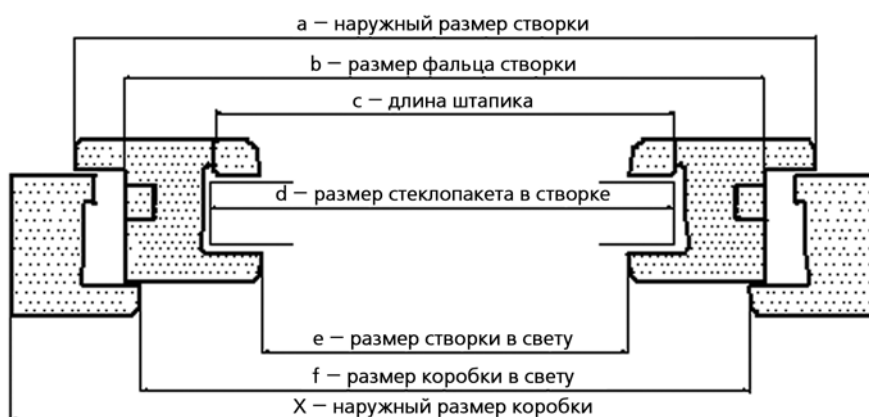 a — наружный размер створки
b — размер фальца створки
c — длина штапика
d — размер стеклопакета в створке
e — размер створки в свету
f — размер коробки в свету
X — наружный размер коробки